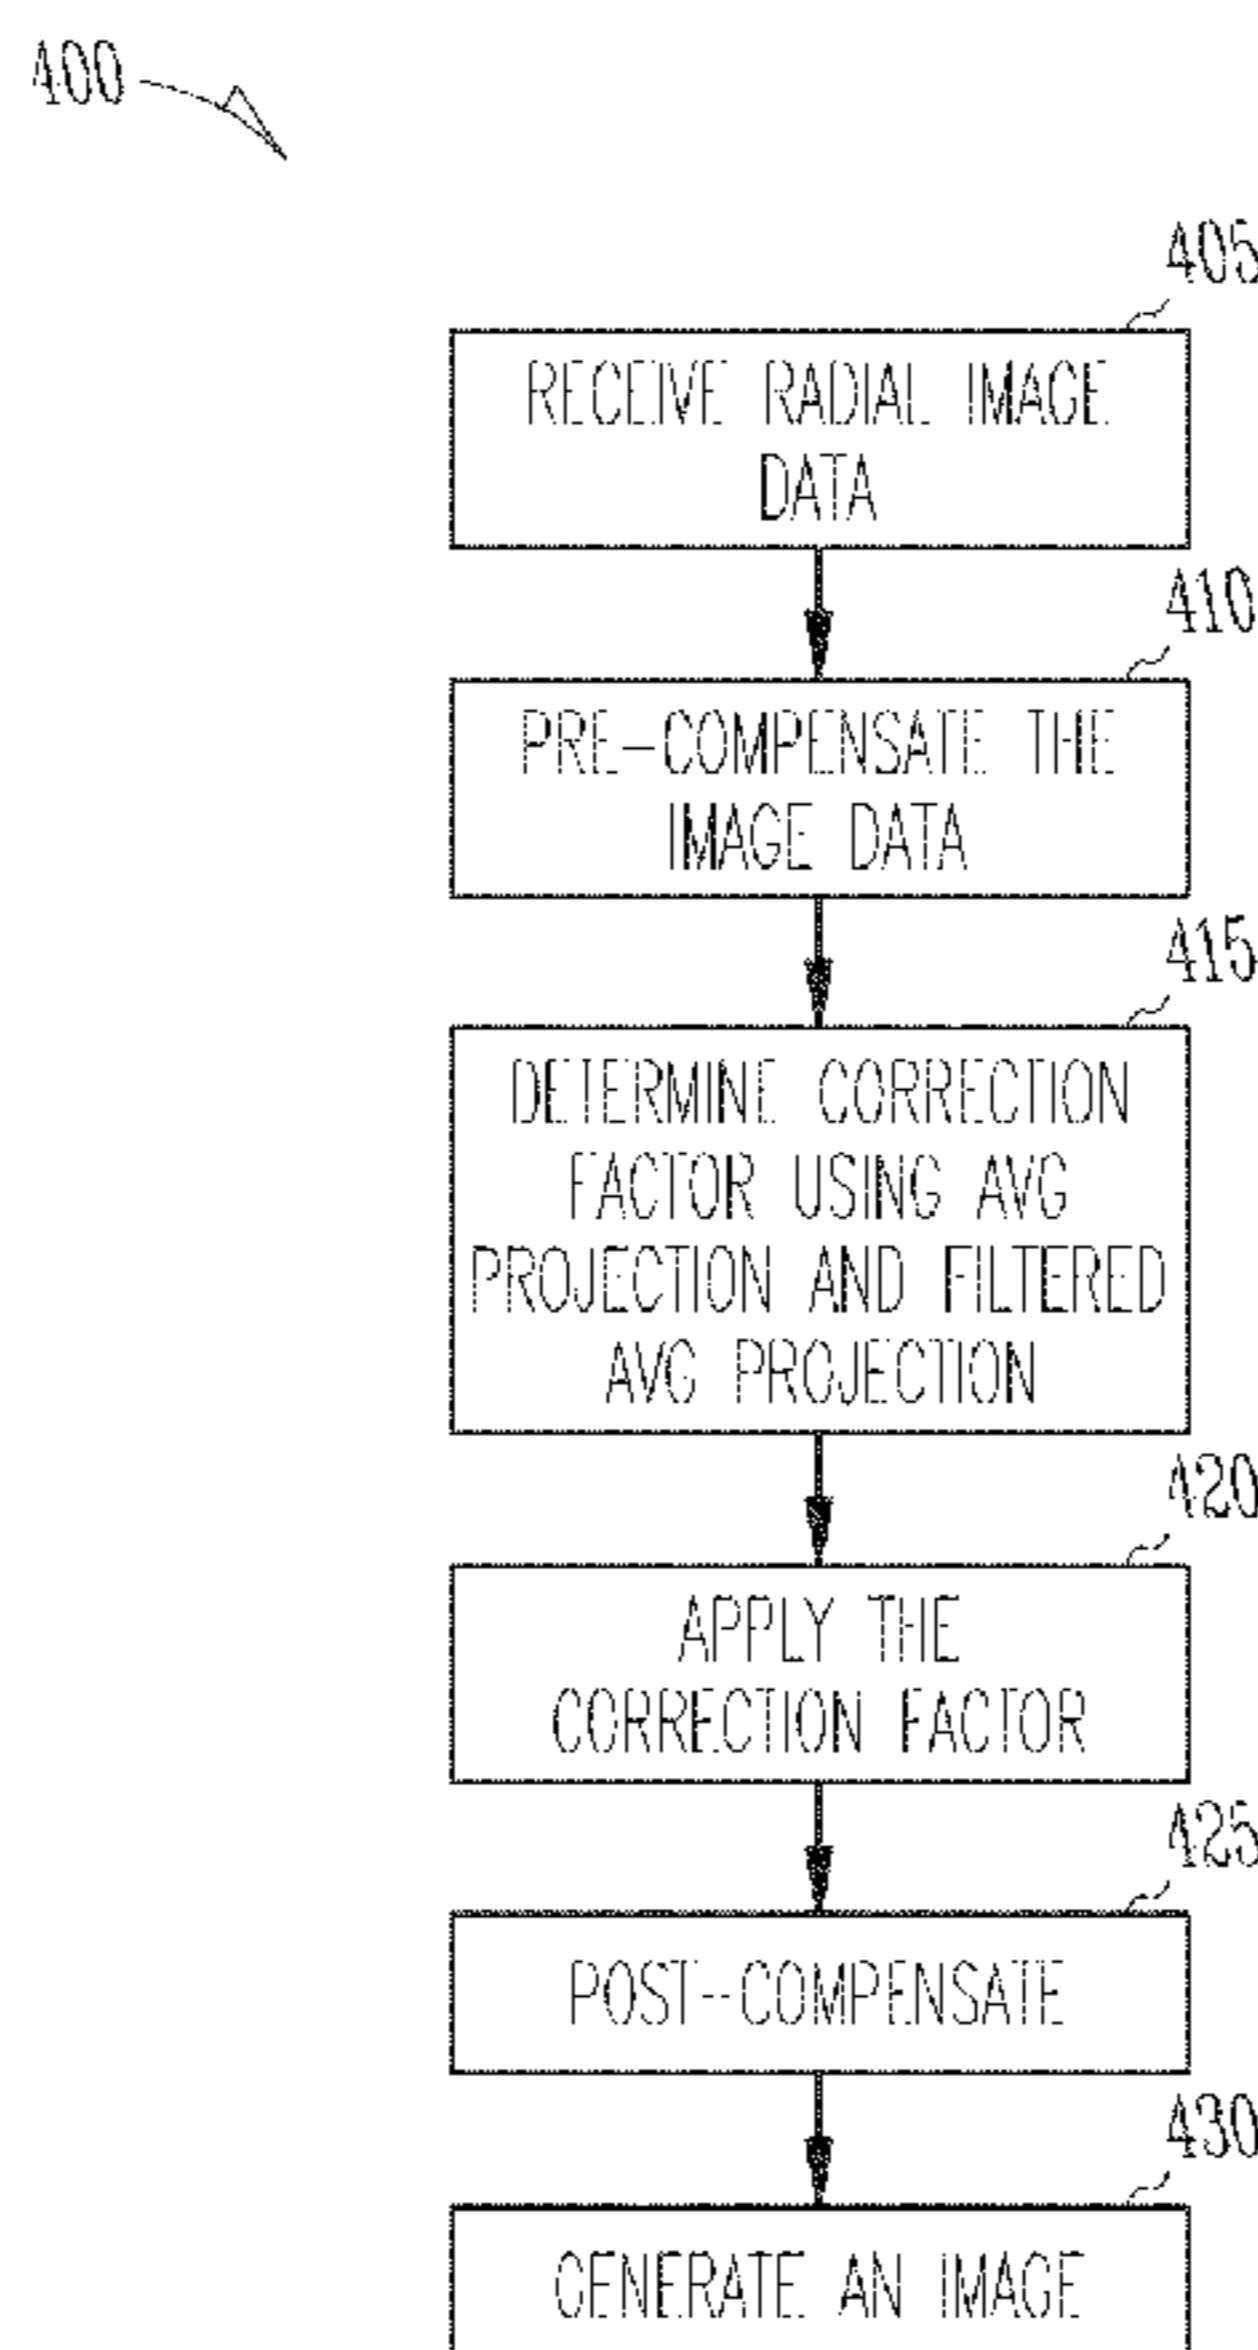 400
405
RECEIVE RADIAL IMAGE
DATA
410
PRE-COMPENSATE THE
IMAGE DATA
415
DETERMINE CORRECTION
FACTOR USING AVG
PROJECTION AND FILTERED
AVG PROJECTION
420
APPLY THE
CORRECTION FACTOR
425
POST-COMPENSATE
430
GENERATE AN IMAGE